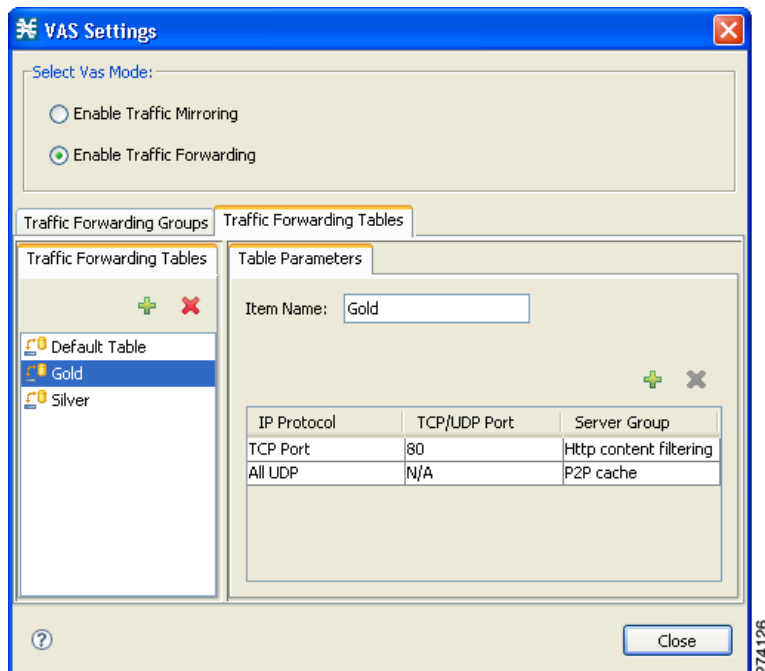 VAS Settings
Select Vas Mode:
Enable Traffic Mirroring
Enable Traffic Forwarding
Traffic Forwarding Groups
Traffic Forwarding Tables
Traffic Forwarding Tables
Default Table
Gold
Silver
Table Parameters
Item Name: Gold
IP Protocol TCP/UDP Port Server Group
TCP Port 80 Http content filtering
All UDP N/A P2P cache
?
Close
274126